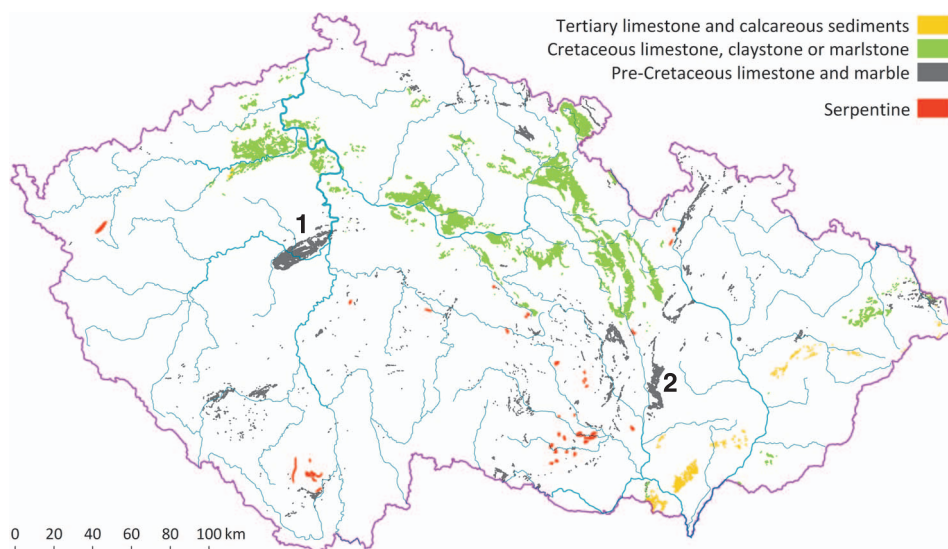 Tertiary limestone and calcareous sediments
Cretaceous limestone, claystone or marlstone
Pre-Cretaceous limestone and marble
Serpentine
1
2
0 20 40 60 80 100 km